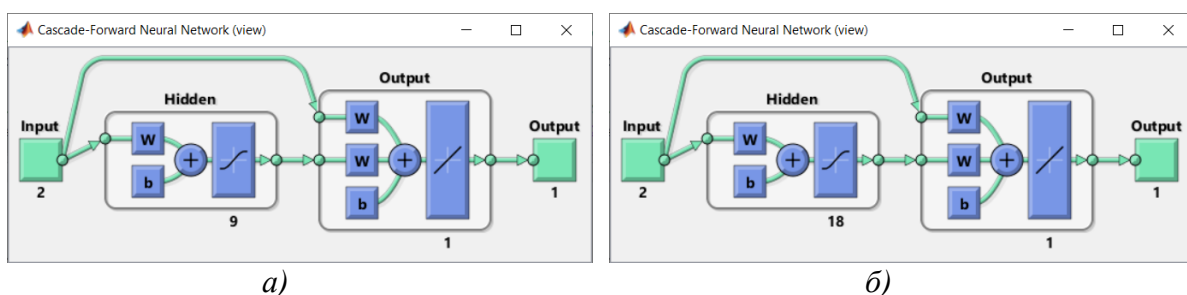 Cascade-Forward Neural Network (view)
Hidden
Output
Input
W
W
b
W
b
Output
2
9
1
1
Cascade-Forward Neural Network (view)
Hidden
Output
Input
W
W
b
W
b
Output
2
18
1
1
а)
б)